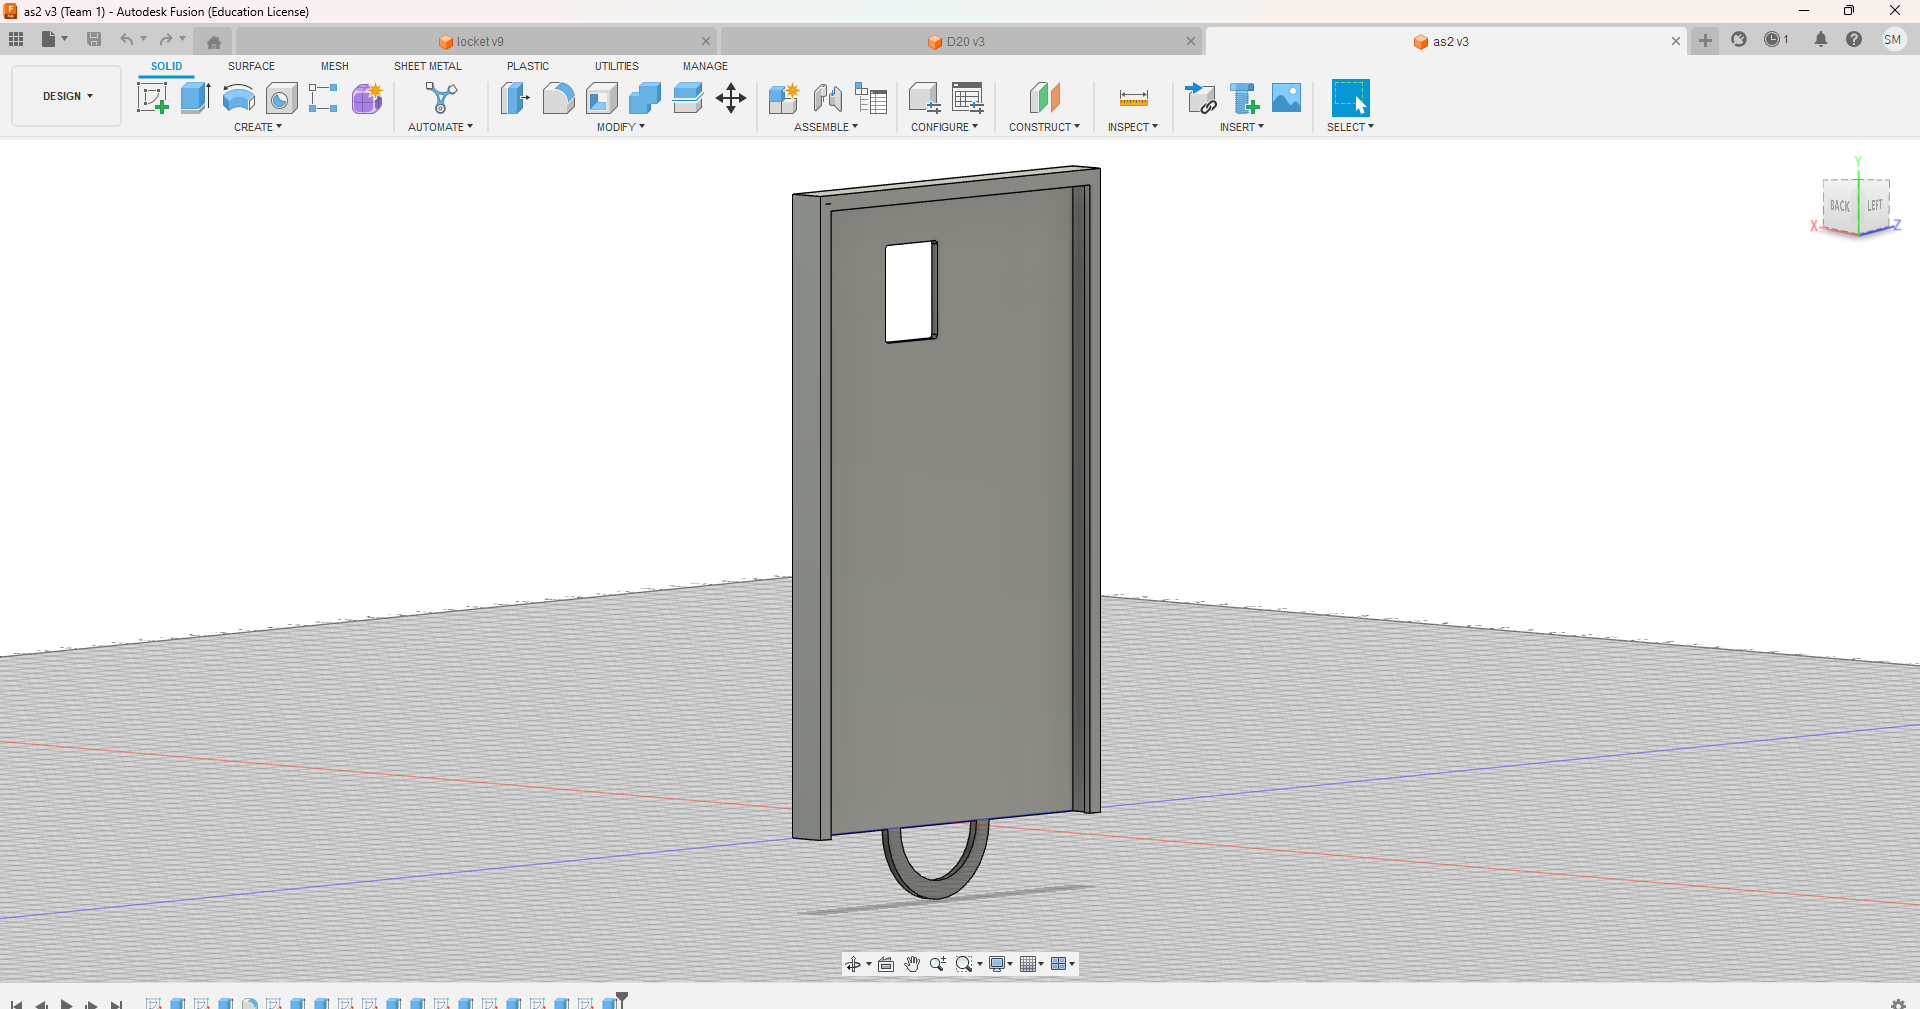 as2 v3 (Team 1) - Autodesk Fusion (Education License)
locket v9
D20 v3
as2 v3
1
SM
DESIGN
SOLID
SURFACE
MESH
SHEET METAL
PLASTIC
UTILITIES
MANAGE
CREATE
AUTOMATE
MODIFY
ASSEMBLE
CONFIGURE
CONSTRUCT
INSPECT
INSERT
SELECT
Y
BACK
LEFT
X
Z